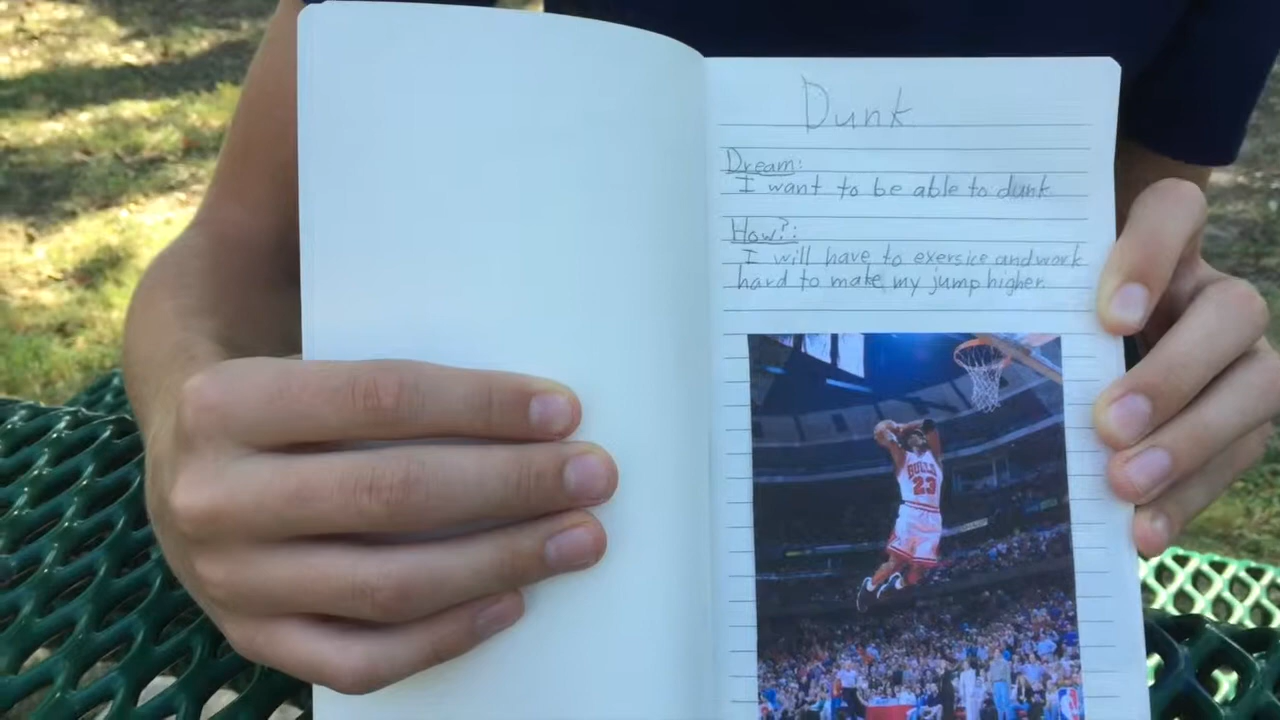 Dunk
Dream:
I want to be able to dunk
How?:
I will have to exersice and work
hard to make my jump higher.
BULLS
23